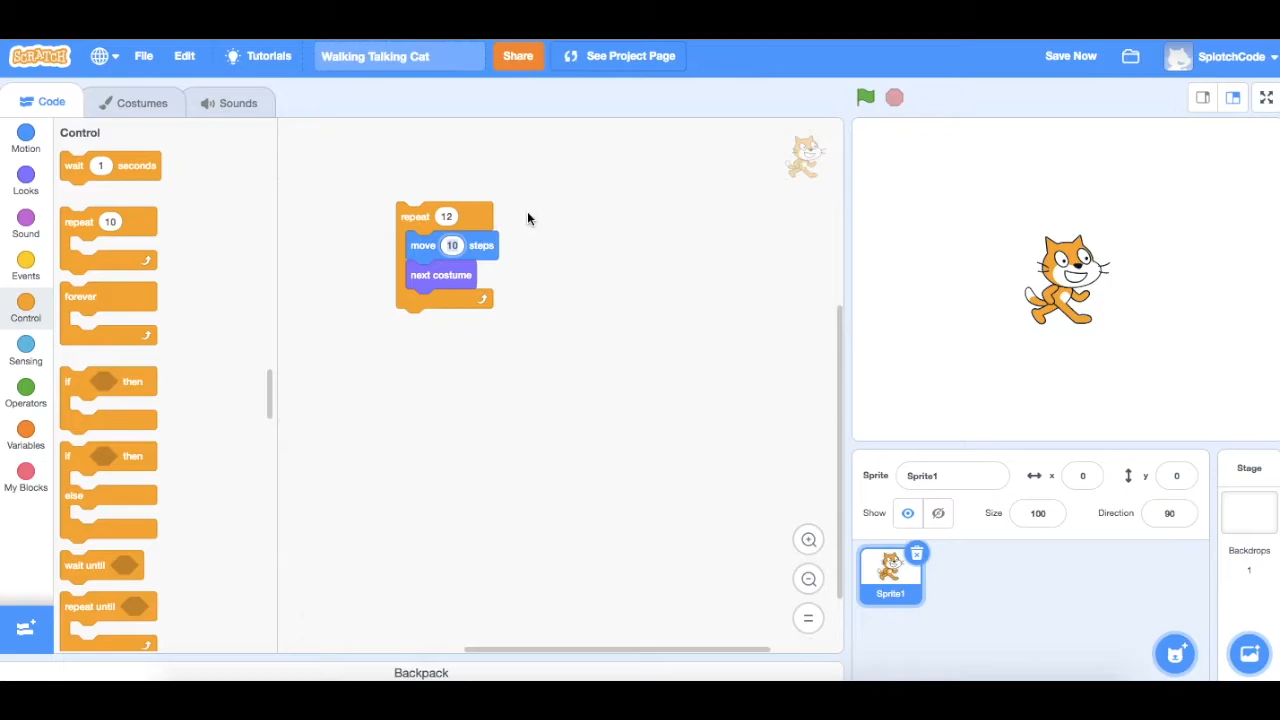 SCRATCH
File
Edit
Tutorials
Walking Talking Cat
Share
See Project Page
Save Now
SplotchCode
Code
Costumes
Sounds
Motion
Looks
Sound
Events
Control
Sensing
Operators
Variables
My Blocks
Control
wait 1 seconds
repeat 10
forever
if then
if then
else
wait until
repeat until
repeat 12
move 10 steps
next costume
Backpack
Sprite Sprite1 x 0 y 0
Show Size 100 Direction 90
Sprite1
Stage
Backdrops
1